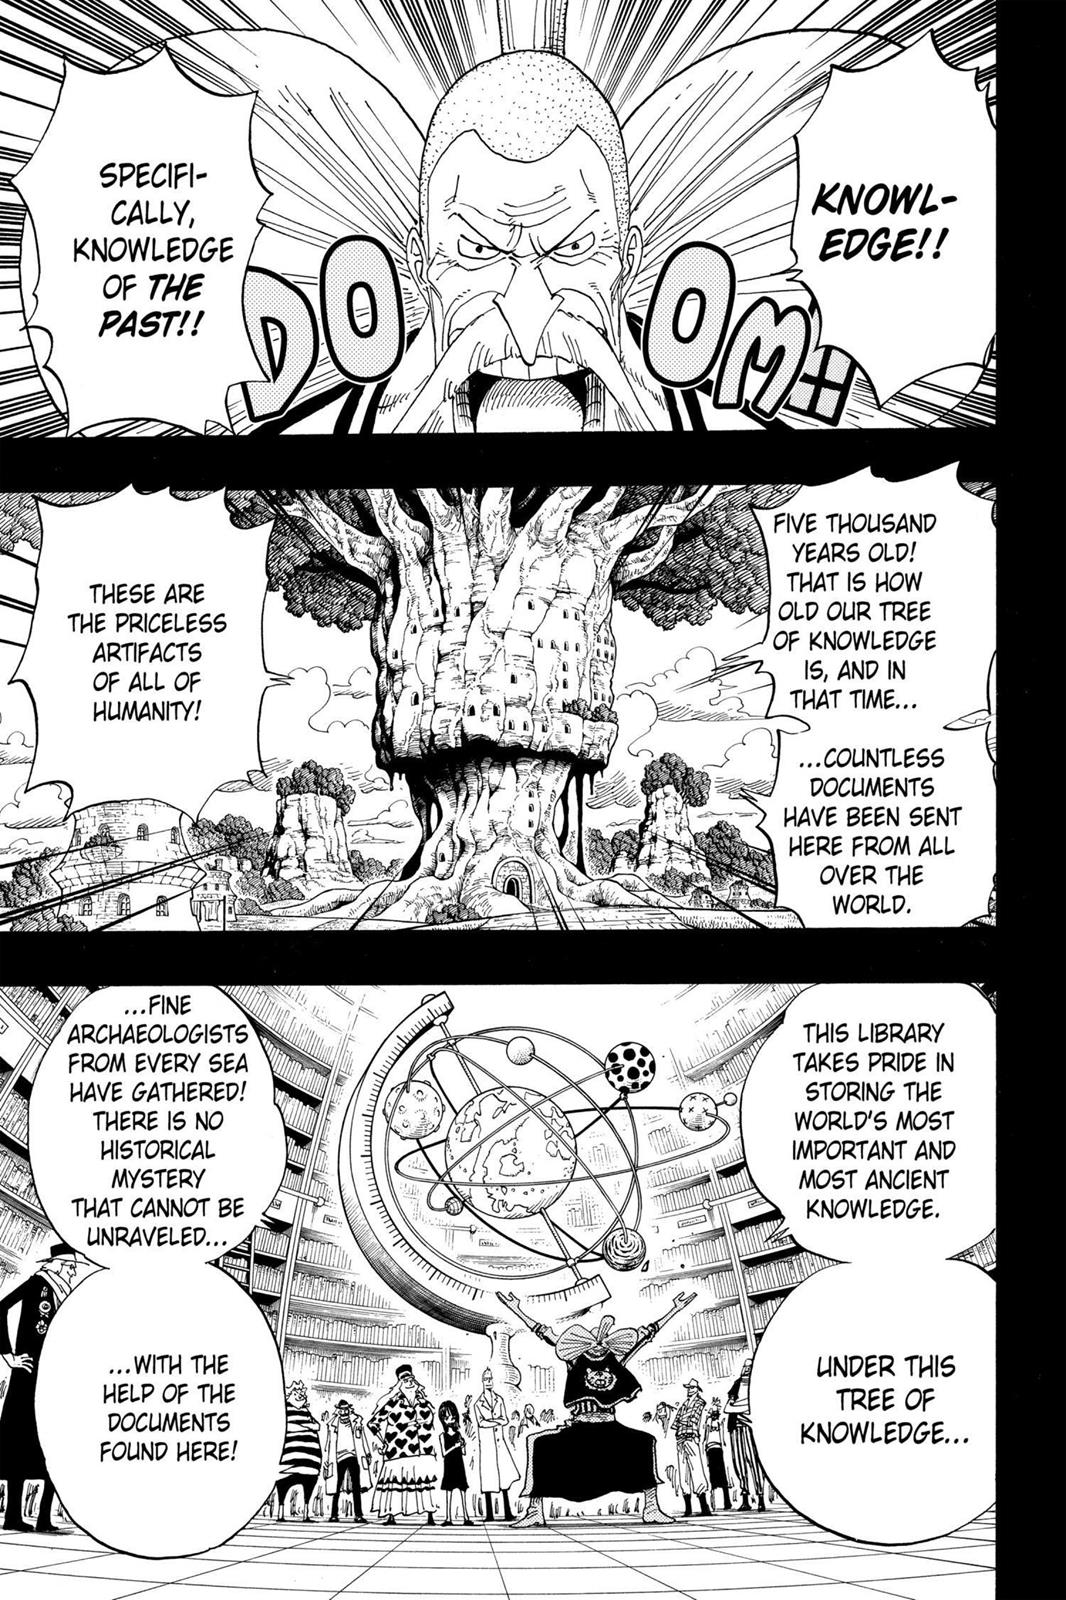 KNOWL-
EDGE!!
SPECIFI-
CALLY,
KNOWLEDGE
OF THE
PAST!!
DOOM!!
FIVE THOUSAND
YEARS OLD!
THAT IS HOW
OLD OUR TREE
OF KNOWLEDGE
IS, AND IN
THAT TIME...
...COUNTLESS
DOCUMENTS
HAVE BEEN SENT
HERE FROM ALL
OVER THE
WORLD.
THESE ARE
THE PRICELESS
ARTIFACTS
OF ALL OF
HUMANITY!
THIS LIBRARY
TAKES PRIDE IN
STORING THE
WORLD'S MOST
IMPORTANT AND
MOST ANCIENT
KNOWLEDGE.
UNDER THIS
TREE OF
KNOWLEDGE...
...FINE
ARCHAEOLOGISTS
FROM EVERY SEA
HAVE GATHERED!
THERE IS NO
HISTORICAL
MYSTERY
THAT CANNOT BE
UNRAVELED...
...WITH THE
HELP OF THE
DOCUMENTS
FOUND HERE!